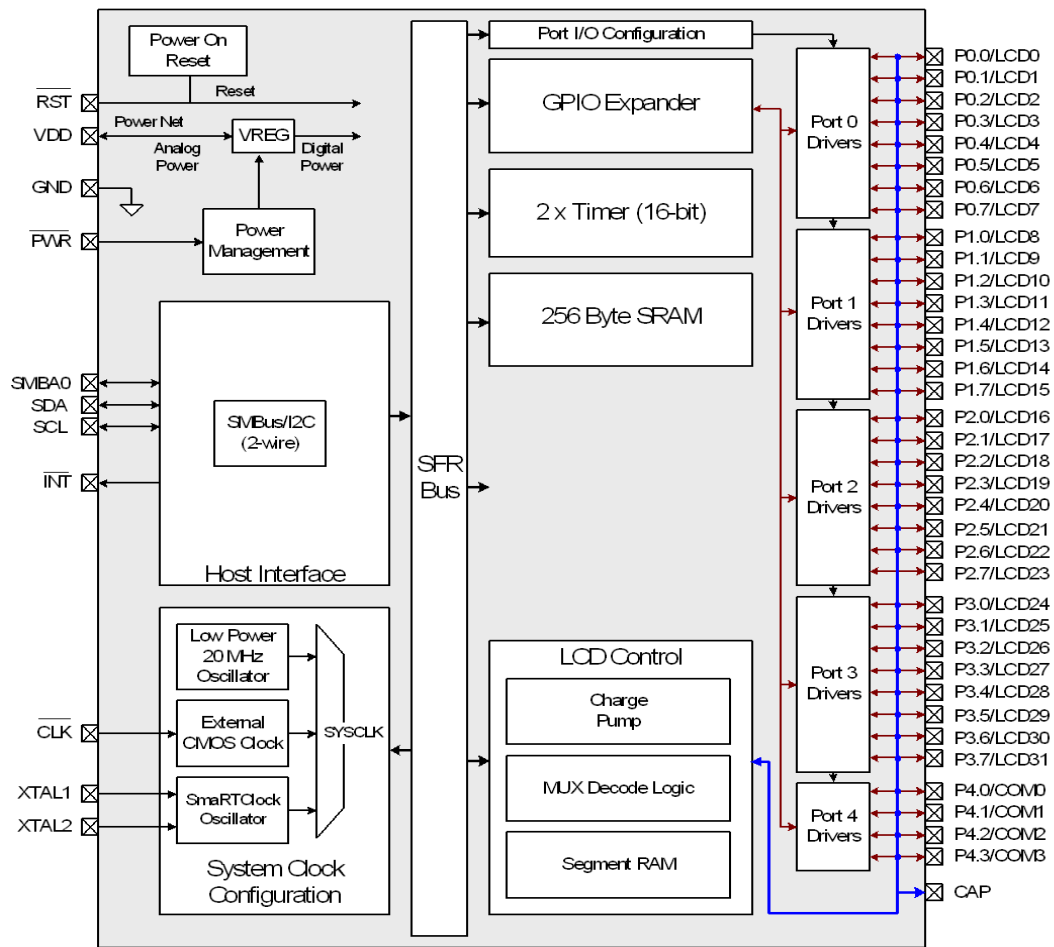 Power On
Reset
RST
Reset
VDD
Power Net
Analog
Power
VREG
Digital
Power
GND
PWR
Power
Management
SMBA0
SDA
SCL
INT
SMBus/I2C
(2-wire)
Host Interface
Low Power
20 MHz
Oscillator
CLK
External
CMOS Clock
XTAL1
XTAL2
SmaRTClock
Oscillator
SYSCLK
System Clock
Configuration
SFR
Bus
Port I/O Configuration
GPIO Expander
2 x Timer (16-bit)
256 Byte SRAM
LCD Control
Charge
Pump
MUX Decode Logic
Segment RAM
Port 0
Drivers
Port 1
Drivers
Port 2
Drivers
Port 3
Drivers
Port 4
Drivers
P0.0/LCD0
P0.1/LCD1
P0.2/LCD2
P0.3/LCD3
P0.4/LCD4
P0.5/LCD5
P0.6/LCD6
P0.7/LCD7
P1.0/LCD8
P1.1/LCD9
P1.2/LCD10
P1.3/LCD11
P1.4/LCD12
P1.5/LCD13
P1.6/LCD14
P1.7/LCD15
P2.0/LCD16
P2.1/LCD17
P2.2/LCD18
P2.3/LCD19
P2.4/LCD20
P2.5/LCD21
P2.6/LCD22
P2.7/LCD23
P3.0/LCD24
P3.1/LCD25
P3.2/LCD26
P3.3/LCD27
P3.4/LCD28
P3.5/LCD29
P3.6/LCD30
P3.7/LCD31
P4.0/COM0
P4.1/COM1
P4.2/COM2
P4.3/COM3
CAP